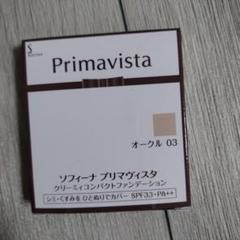 S
Primavista
オークル 03
ソフィーナ プリマヴィスタ
クリーミィコンパクトファンデーション
シミ・くすみを ひとぬりでカバー SPF33・PA++